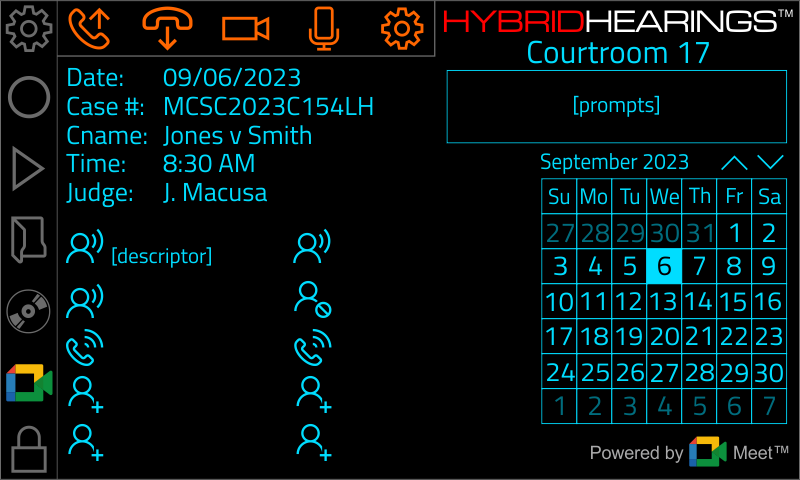 HYBRIDHEARINGS™
Courtroom 17
Date: 09/06/2023
Case #: MCSC2023C154LH
Cname: Jones v Smith
Time: 8:30 AM
Judge: J. Macusa
[descriptor]
[prompts]
September 2023
Su Mo Tu We Th Fr Sa
27 28 29 30 31 1 2
3 4 5 6 7 8 9
10 11 12 13 14 15 16
17 18 19 20 21 22 23
24 25 26 27 28 29 30
1 2 3 4 5 6 7
Powered by Meet™